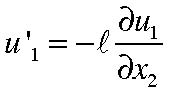 u'₁ = −ℓ ∂u₁/∂x₂